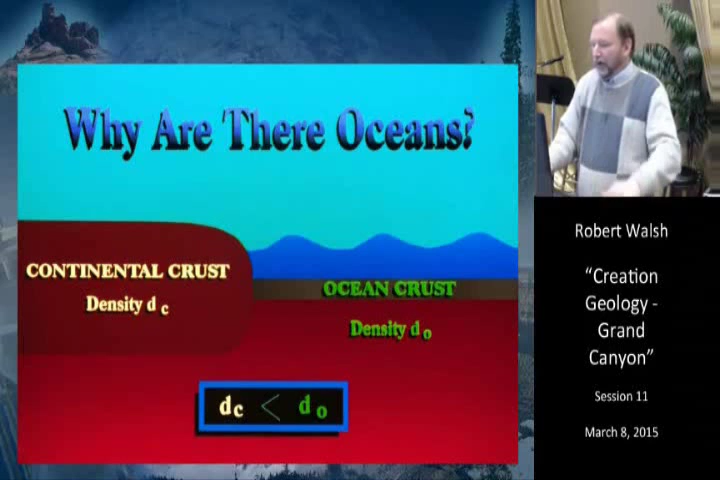 Why Are There Oceans?
CONTINENTAL CRUST
Density dc
OCEAN CRUST
Density do
dc < do
Robert Walsh
“Creation
Geology -
Grand
Canyon”
Session 11
March 8, 2015